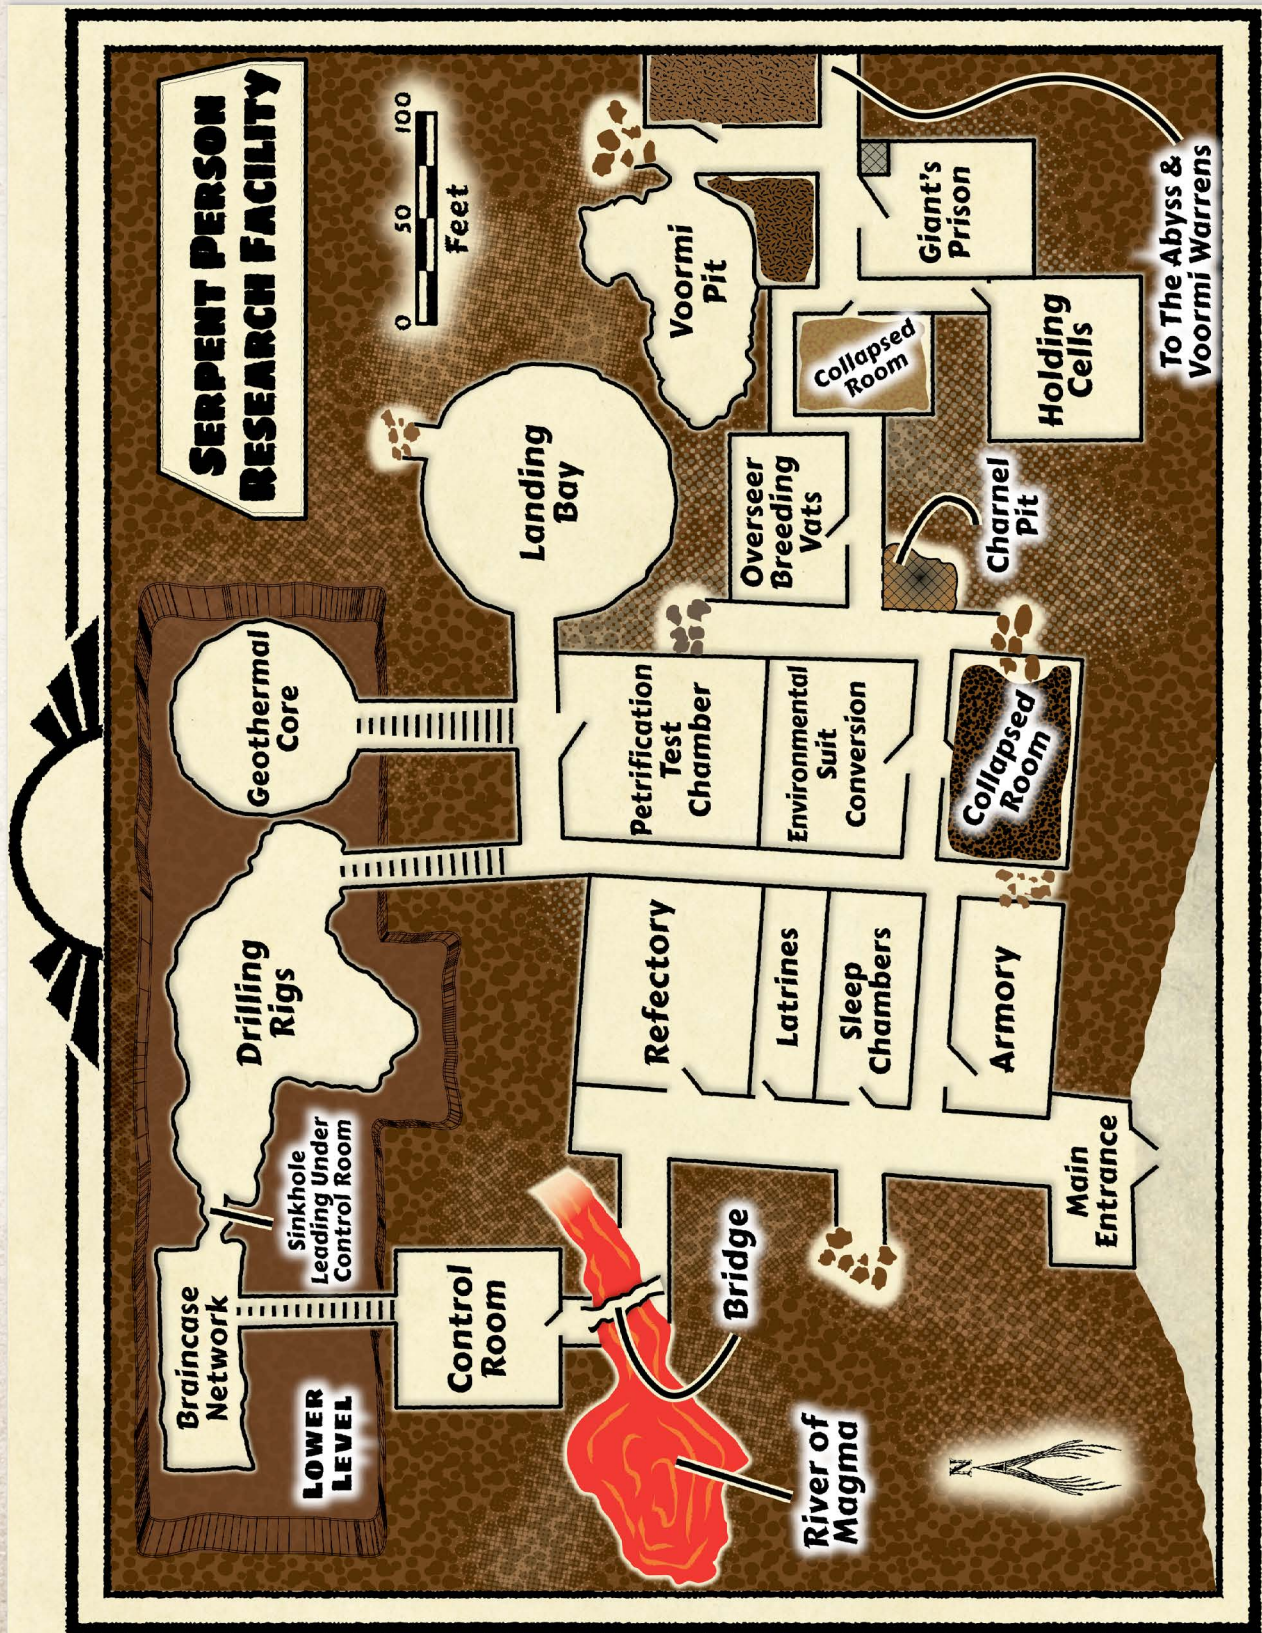 SERPENT PERSON
RESEARCH FACILITY
0
50
100
Feet
LOWER
LEVEL
Braincase
Network
Sinkhole
Leading Under
Control Room
Drilling
Rigs
Geothermal
Core
Control
Room
Landing
Bay
River of
Magma
Bridge
Refectory
Latrines
Sleep
Chambers
Armory
Main
Entrance
Petrification
Test
Chamber
Environmental
Suit
Conversion
Collapsed
Room
Overseer
Breeding
Vats
Charnel
Pit
Voormi
Pit
Collapsed
Room
Holding
Cells
Giant's
Prison
To The Abyss &
Voormi Warrens
N